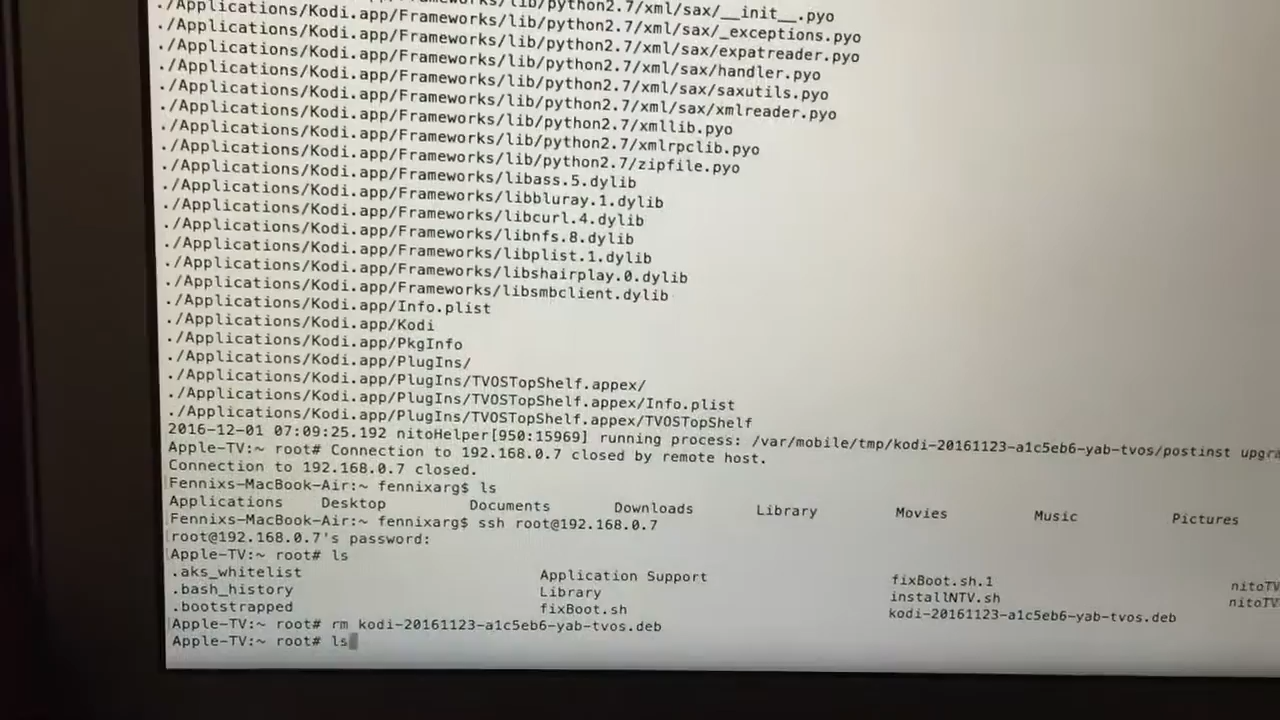 ./Applications/Kodi.app/Frameworks/lib/python2.7/xml/sax/__init__.pyo
./Applications/Kodi.app/Frameworks/lib/python2.7/xml/sax/_exceptions.pyo
./Applications/Kodi.app/Frameworks/lib/python2.7/xml/sax/expatreader.pyo
./Applications/Kodi.app/Frameworks/lib/python2.7/xml/sax/handler.pyo
./Applications/Kodi.app/Frameworks/lib/python2.7/xml/sax/saxutils.pyo
./Applications/Kodi.app/Frameworks/lib/python2.7/xml/sax/xmlreader.pyo
./Applications/Kodi.app/Frameworks/lib/python2.7/xmllib.pyo
./Applications/Kodi.app/Frameworks/lib/python2.7/xmlrpclib.pyo
./Applications/Kodi.app/Frameworks/lib/python2.7/zipfile.pyo
./Applications/Kodi.app/Frameworks/libass.5.dylib
./Applications/Kodi.app/Frameworks/libbluray.1.dylib
./Applications/Kodi.app/Frameworks/libcurl.4.dylib
./Applications/Kodi.app/Frameworks/libnfs.8.dylib
./Applications/Kodi.app/Frameworks/libplist.1.dylib
./Applications/Kodi.app/Frameworks/libshairplay.0.dylib
./Applications/Kodi.app/Frameworks/libsmbclient.dylib
./Applications/Kodi.app/Info.plist
./Applications/Kodi.app/Kodi
./Applications/Kodi.app/PkgInfo
./Applications/Kodi.app/PlugIns/
./Applications/Kodi.app/PlugIns/TVOSTopShelf.appex/
./Applications/Kodi.app/PlugIns/TVOSTopShelf.appex/Info.plist
./Applications/Kodi.app/PlugIns/TVOSTopShelf.appex/TVOSTopShelf
2016-12-01 07:09:25.192 nitoHelper[950:15969] running process: /var/mobile/tmp/kodi-20161123-a1c5eb6-yab-tvos/postinst upgra
Apple-TV:~ root# Connection to 192.168.0.7 closed by remote host.
Connection to 192.168.0.7 closed.
Fennixs-MacBook-Air:~ fennixarg$ ls
Applications Desktop Documents Downloads Library Movies Music Pictures
Fennixs-MacBook-Air:~ fennixarg$ ssh root@192.168.0.7
root@192.168.0.7's password:
Apple-TV:~ root# ls
.aks_whitelist Application Support fixBoot.sh.1 nitoTV
.bash_history Library installNTV.sh nitoTV
.bootstrapped fixBoot.sh kodi-20161123-a1c5eb6-yab-tvos.deb
Apple-TV:~ root# rm kodi-20161123-a1c5eb6-yab-tvos.deb
Apple-TV:~ root# ls